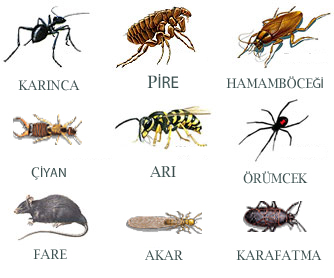 KARINCA
PİRE
HAMAMBÖCEĞİ
ÇİYAN
ARI
ÖRÜMCEK
FARE
AKAR
KARAFATMA